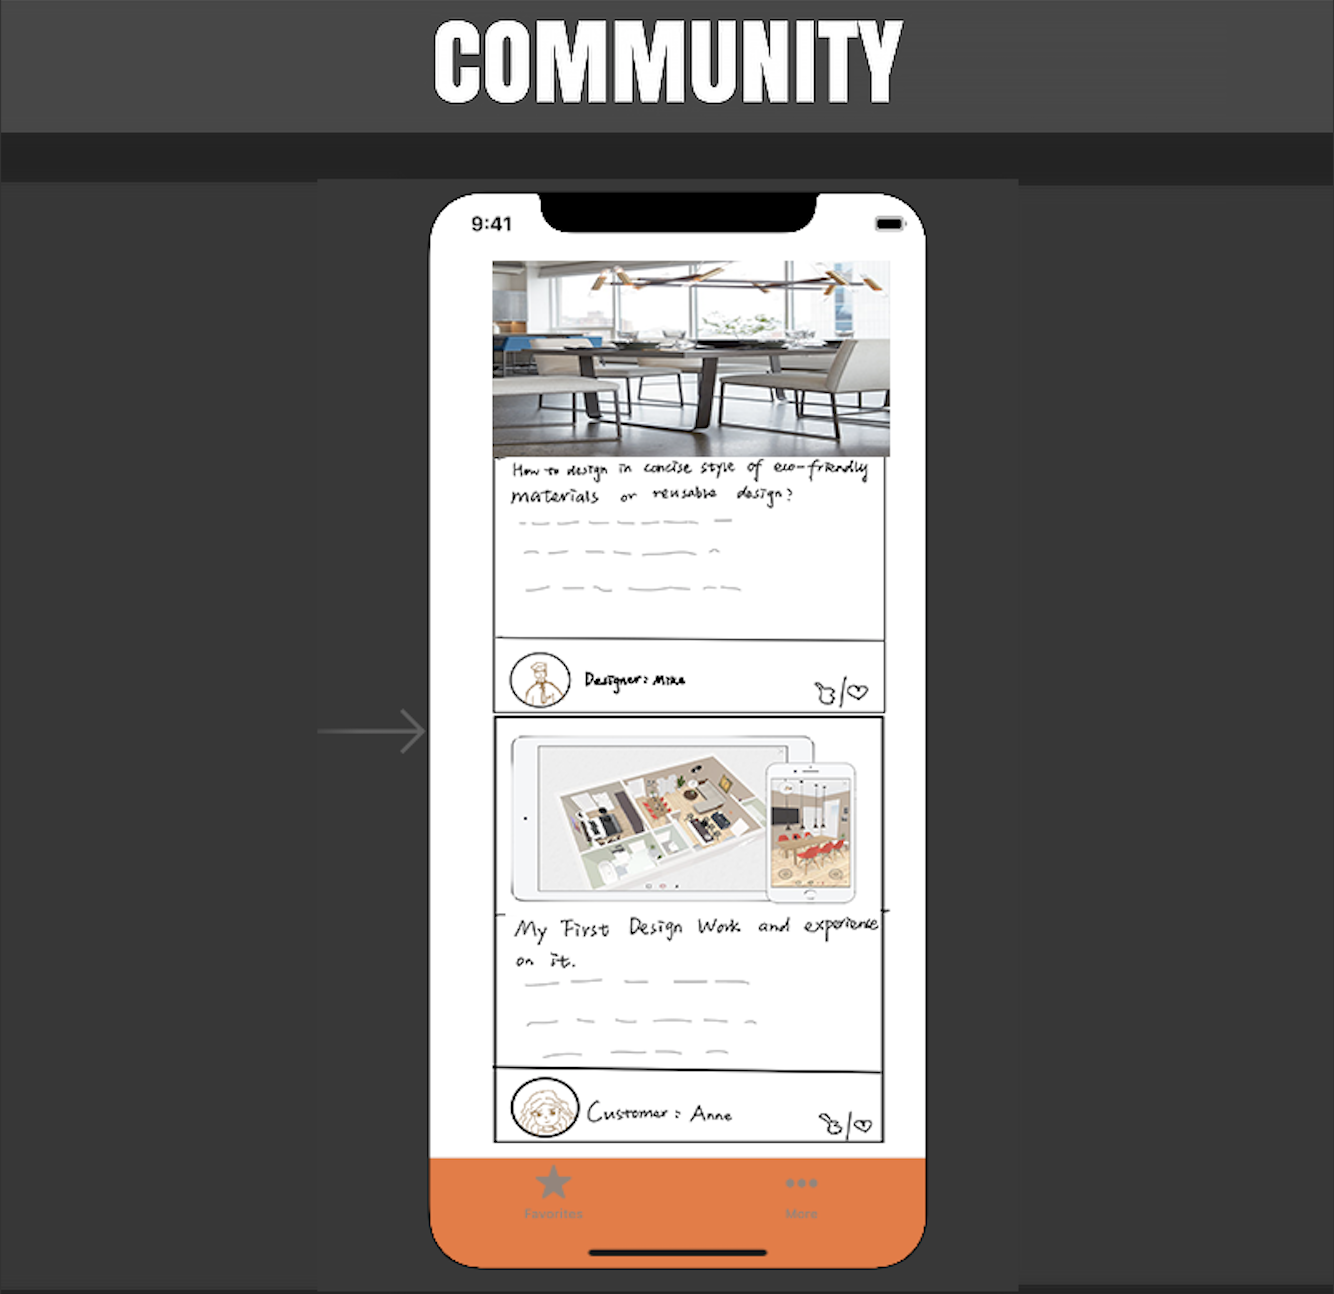 COMMUNITY
9:41
How to design in concise style of eco-friendly
materials or reusable design?
Designer: Mike
My First Design Work and experience
on it.
Customer: Anne
Favorites
More